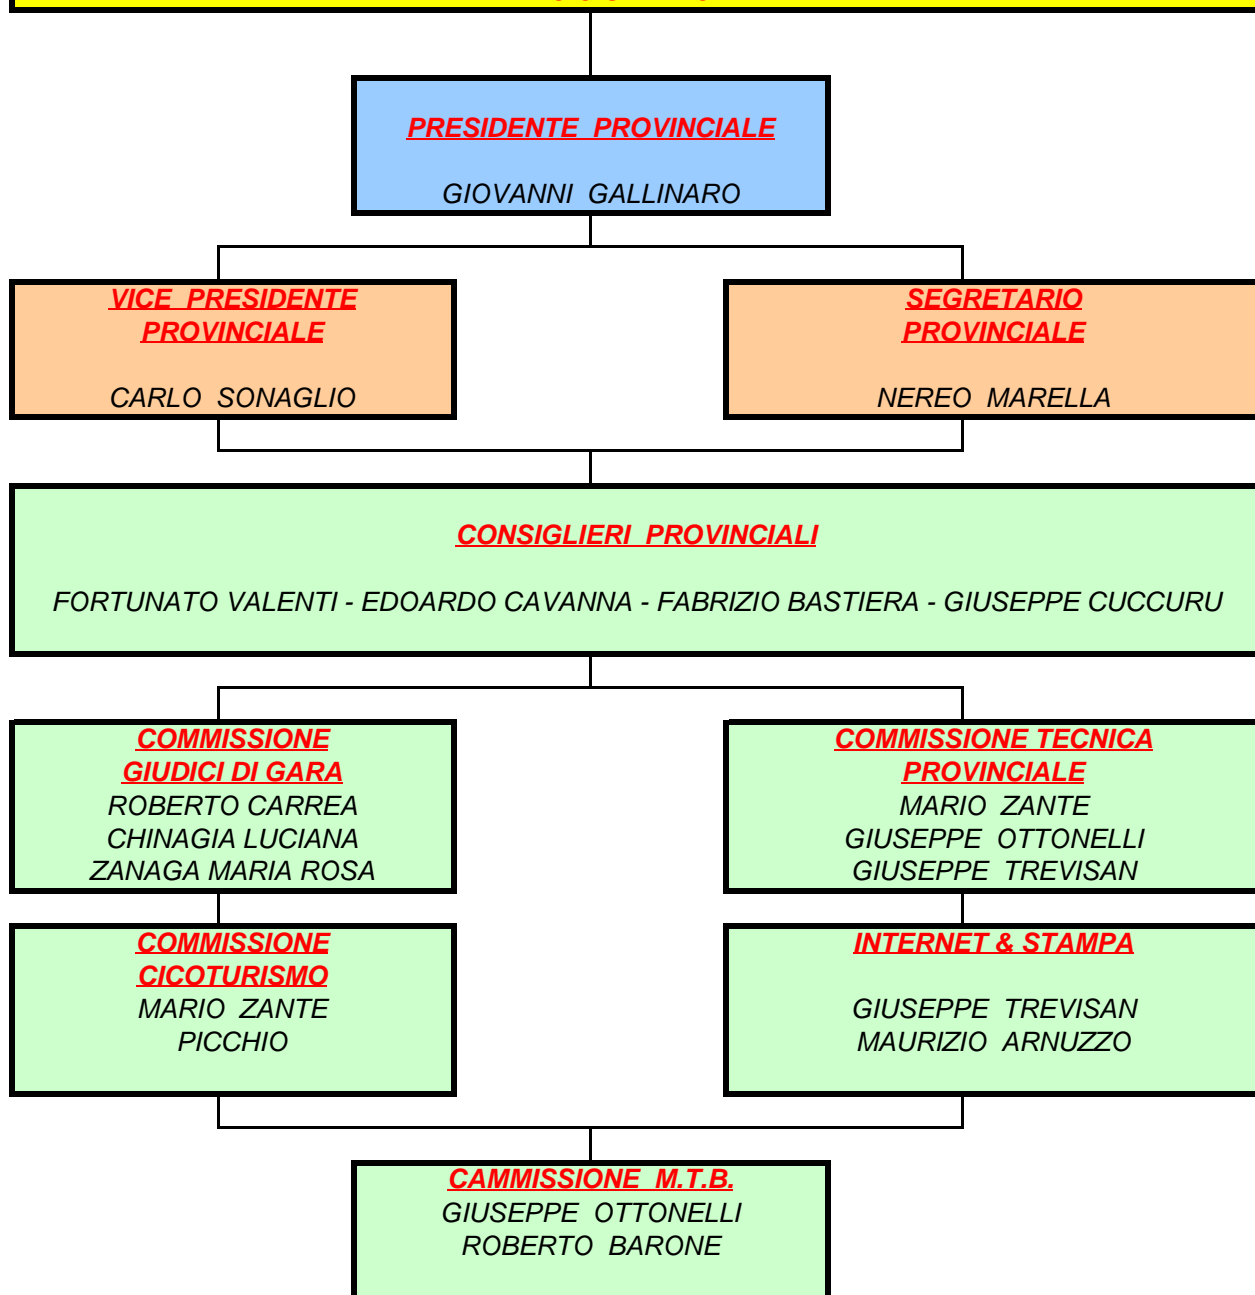 PRESIDENTE PROVINCIALE
GIOVANNI GALLINARO
VICE PRESIDENTE
PROVINCIALE
CARLO SONAGLIO
SEGRETARIO
PROVINCIALE
NEREO MARELLA
CONSIGLIERI PROVINCIALI
FORTUNATO VALENTI - EDOARDO CAVANNA - FABRIZIO BASTIERA - GIUSEPPE CUCCURU
COMMISSIONE
GIUDICI DI GARA
ROBERTO CARREA
CHINAGIA LUCIANA
ZANAGA MARIA ROSA
COMMISSIONE TECNICA
PROVINCIALE
MARIO ZANTE
GIUSEPPE OTTONELLI
GIUSEPPE TREVISAN
COMMISSIONE
CICOTURISMO
MARIO ZANTE
PICCHIO
INTERNET & STAMPA
GIUSEPPE TREVISAN
MAURIZIO ARNUZZO
CAMMISSIONE M.T.B.
GIUSEPPE OTTONELLI
ROBERTO BARONE